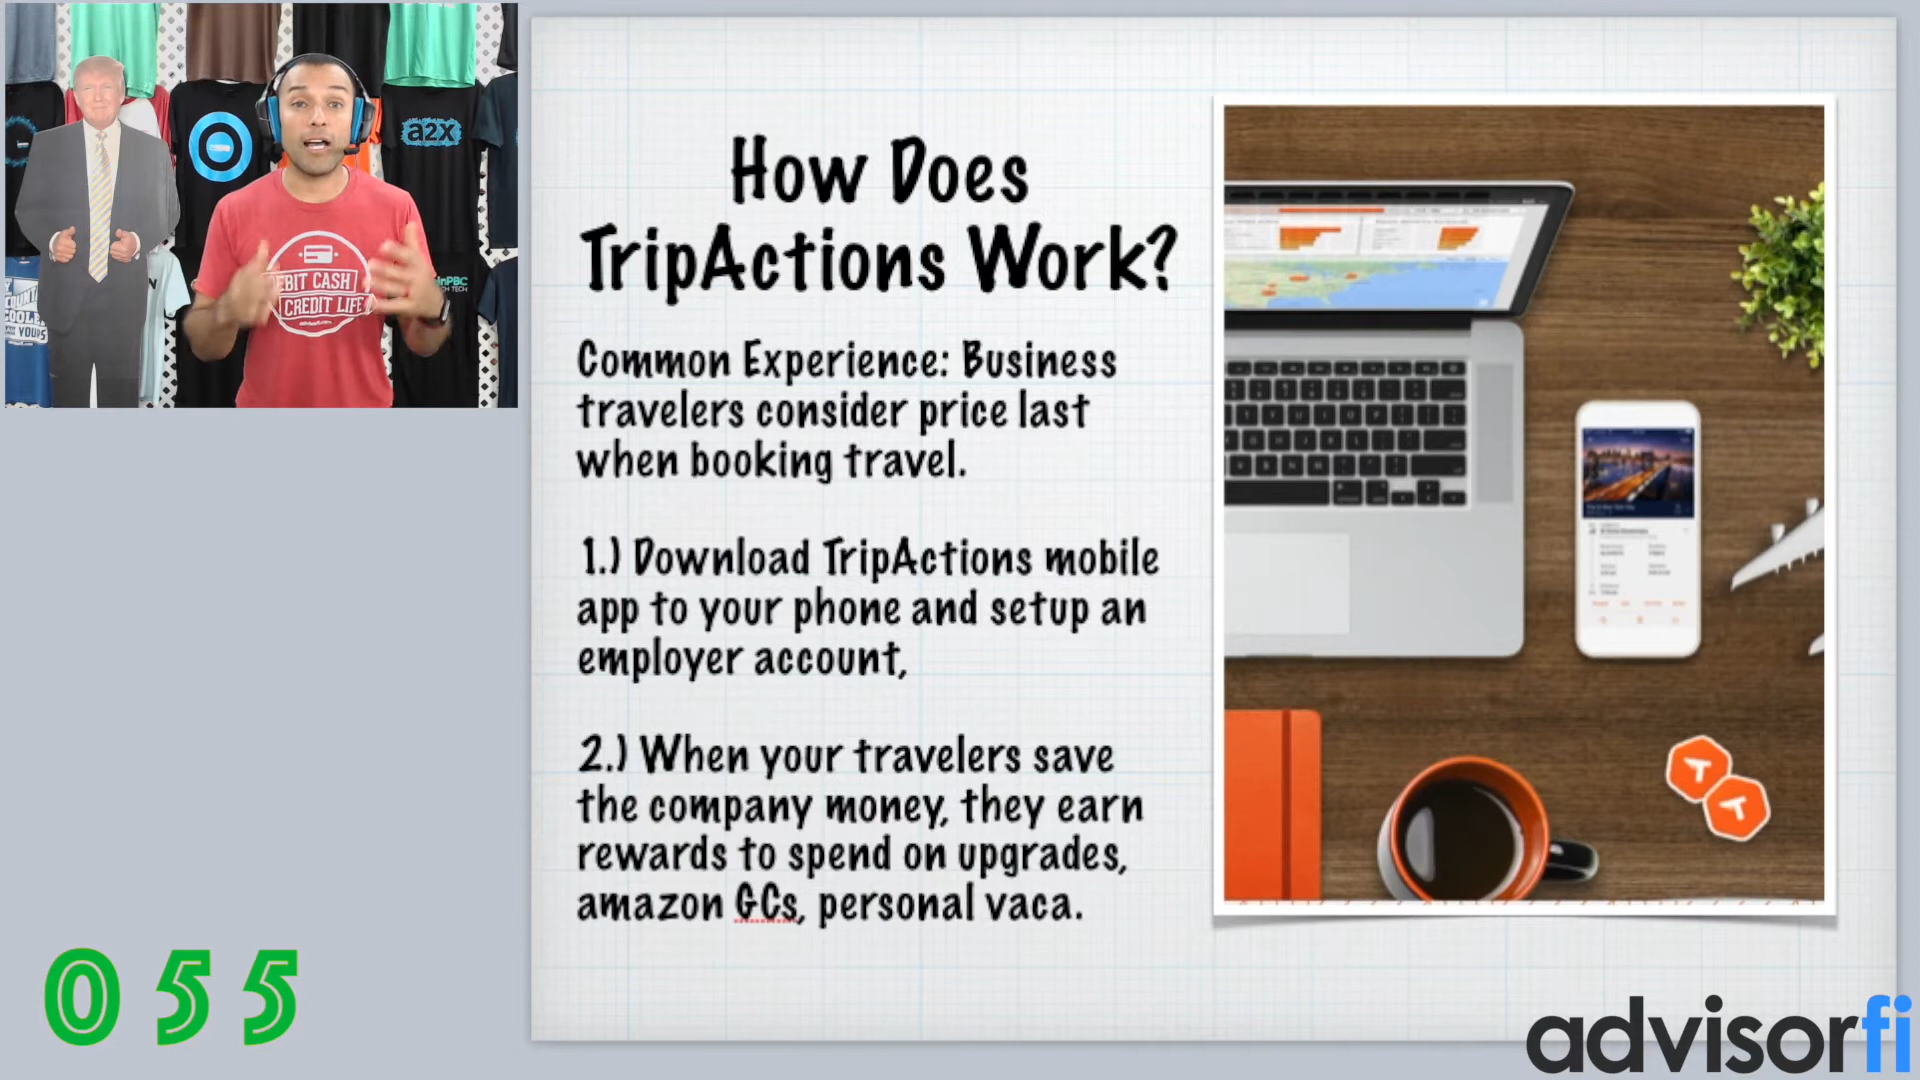 a2x
DEBIT CASH
CREDIT LIFE
How Does
TripActions Work?
Common Experience: Business
travelers consider price last
when booking travel.
1.) Download TripActions mobile
app to your phone and setup an
employer account,
2.) When your travelers save
the company money, they earn
rewards to spend on upgrades,
amazon GCs, personal vaca.
055
advisorfi